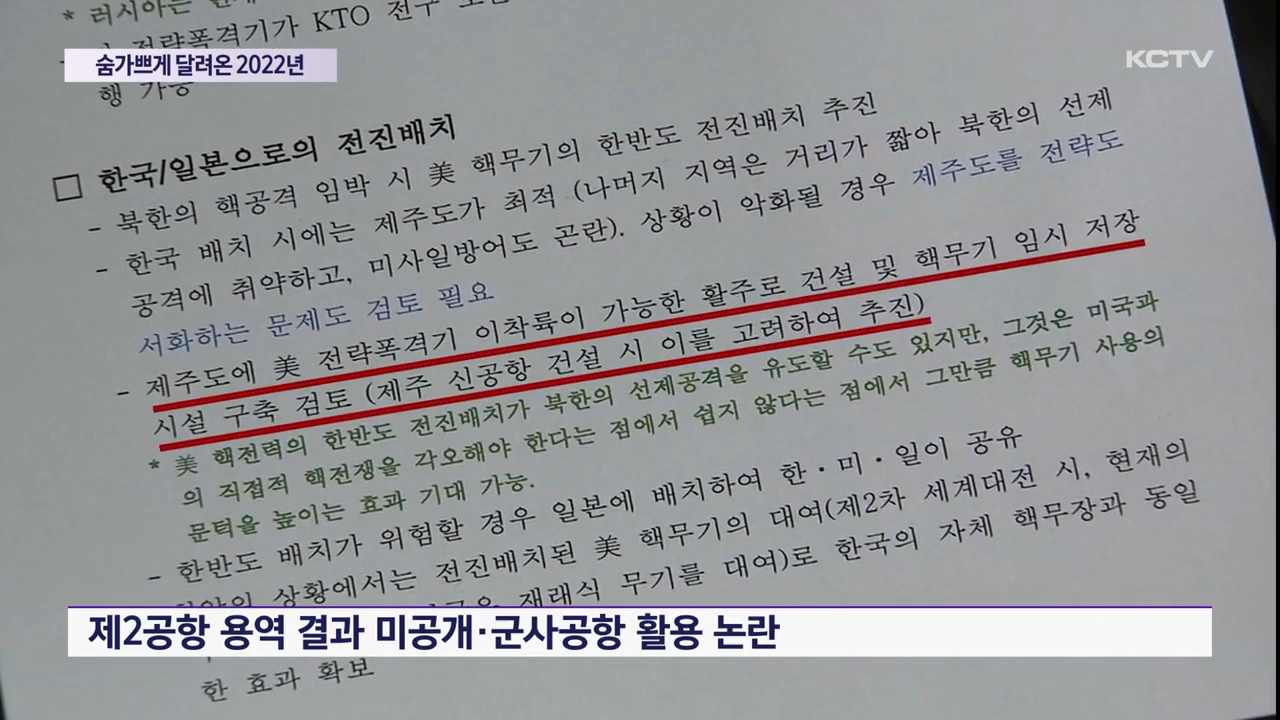 * 러시아는
전략폭격기가 KTO 전구
숨가쁘게 달려온 2022년
KCTV
행 가능
□ 한국/일본으로의 전진배치
- 북한의 핵공격 임박 시 美 핵무기의 한반도 전진배치 추진
- 한국 배치 시에는 제주도가 최적 (나머지 지역은 거리가 짧아 북한의 선제
공격에 취약하고, 미사일방어도 곤란). 상황이 악화될 경우 제주도를 전략도
서화하는 문제도 검토 필요
- 제주도에 美 전략폭격기 이착륙이 가능한 활주로 건설 및 핵무기 임시 저장
시설 구축 검토 (제주 신공항 건설 시 이를 고려하여 추진)
* 美 핵전력의 한반도 전진배치가 북한의 선제공격을 유도할 수도 있지만, 그것은 미국과
의 직접적 핵전쟁을 각오해야 한다는 점에서 쉽지 않다는 점에서 그만큼 핵무기 사용의
문턱을 높이는 효과 기대 가능.
- 한반도 배치가 위험할 경우 일본에 배치하여 한·미·일이 공유
상황에서는 전진배치된 美 핵무기의 대여(제2차 세계대전 시, 현재의
재래식 무기를 대여)로 한국의 자체 핵무장과 동일
제2공항 용역 결과 미공개·군사공항 활용 논란
한 효과 확보